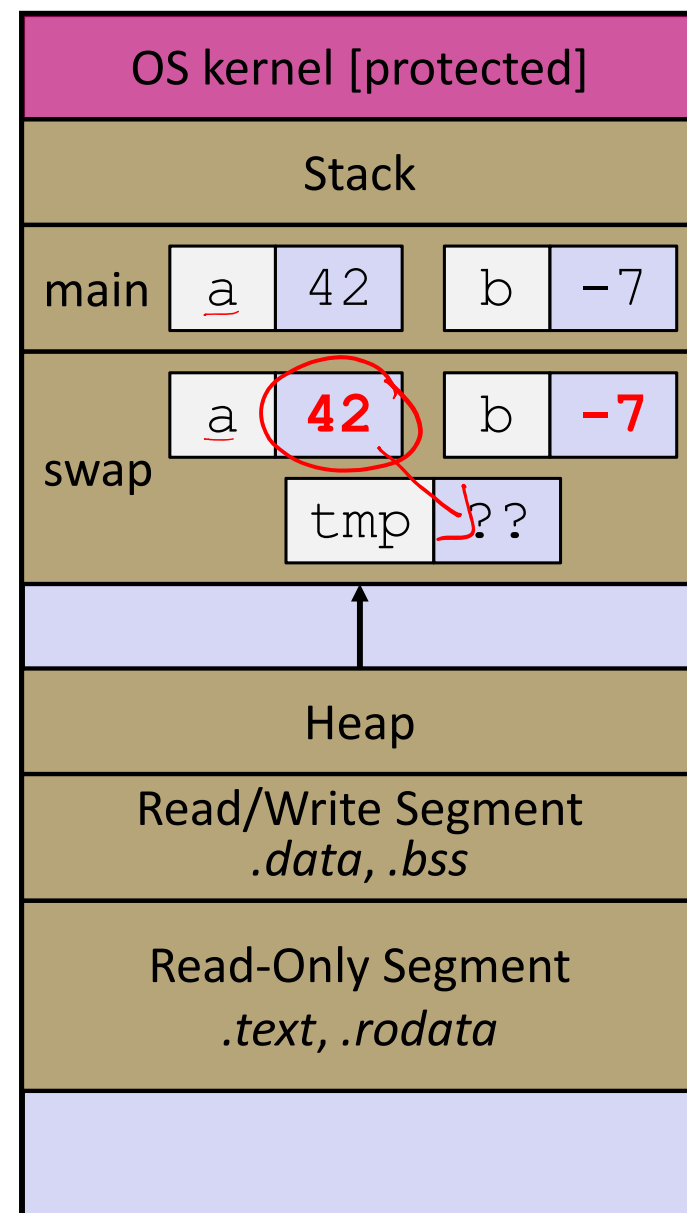 OS kernel [protected]
Stack
main a 42 b -7
swap a 42 b -7
tmp ??
Heap
Read/Write Segment
.data, .bss
Read-Only Segment
.text, .rodata